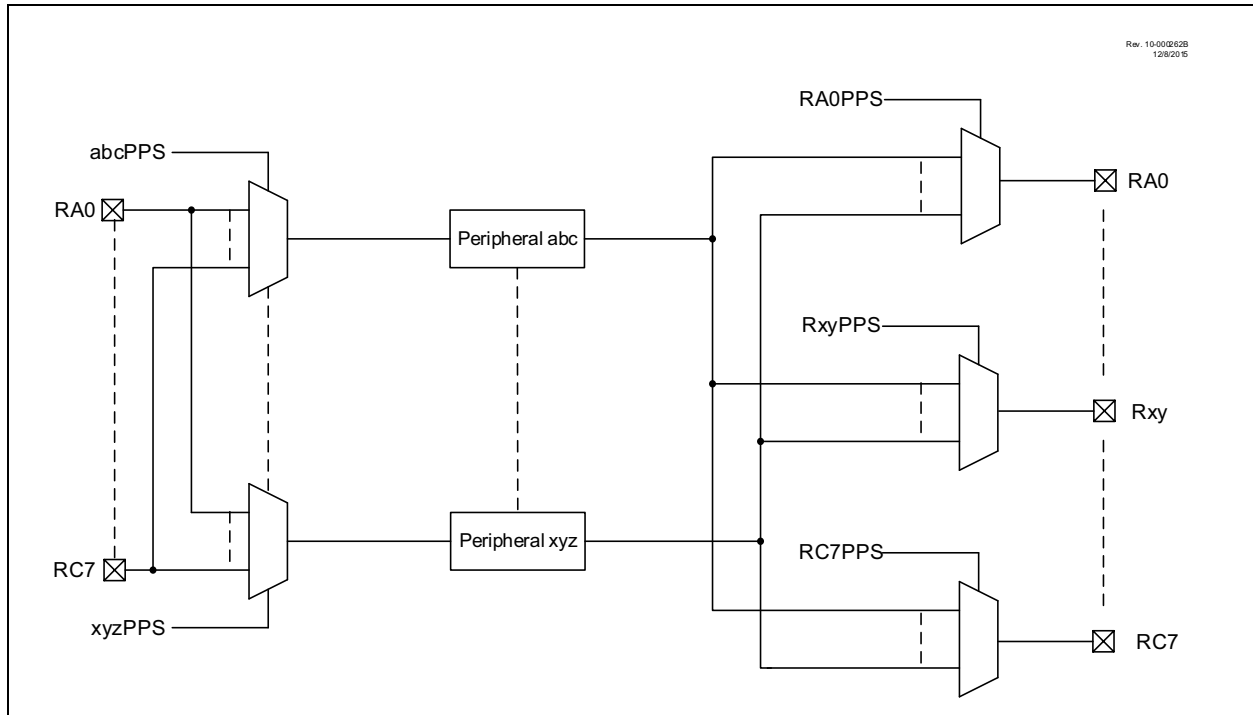 Rev. 10-000262B
12/8/2015
RA0PPS
abcPPS
RA0
RA0
Peripheral abc
RxyPPS
Rxy
Peripheral xyz
RC7PPS
RC7
xyzPPS
RC7